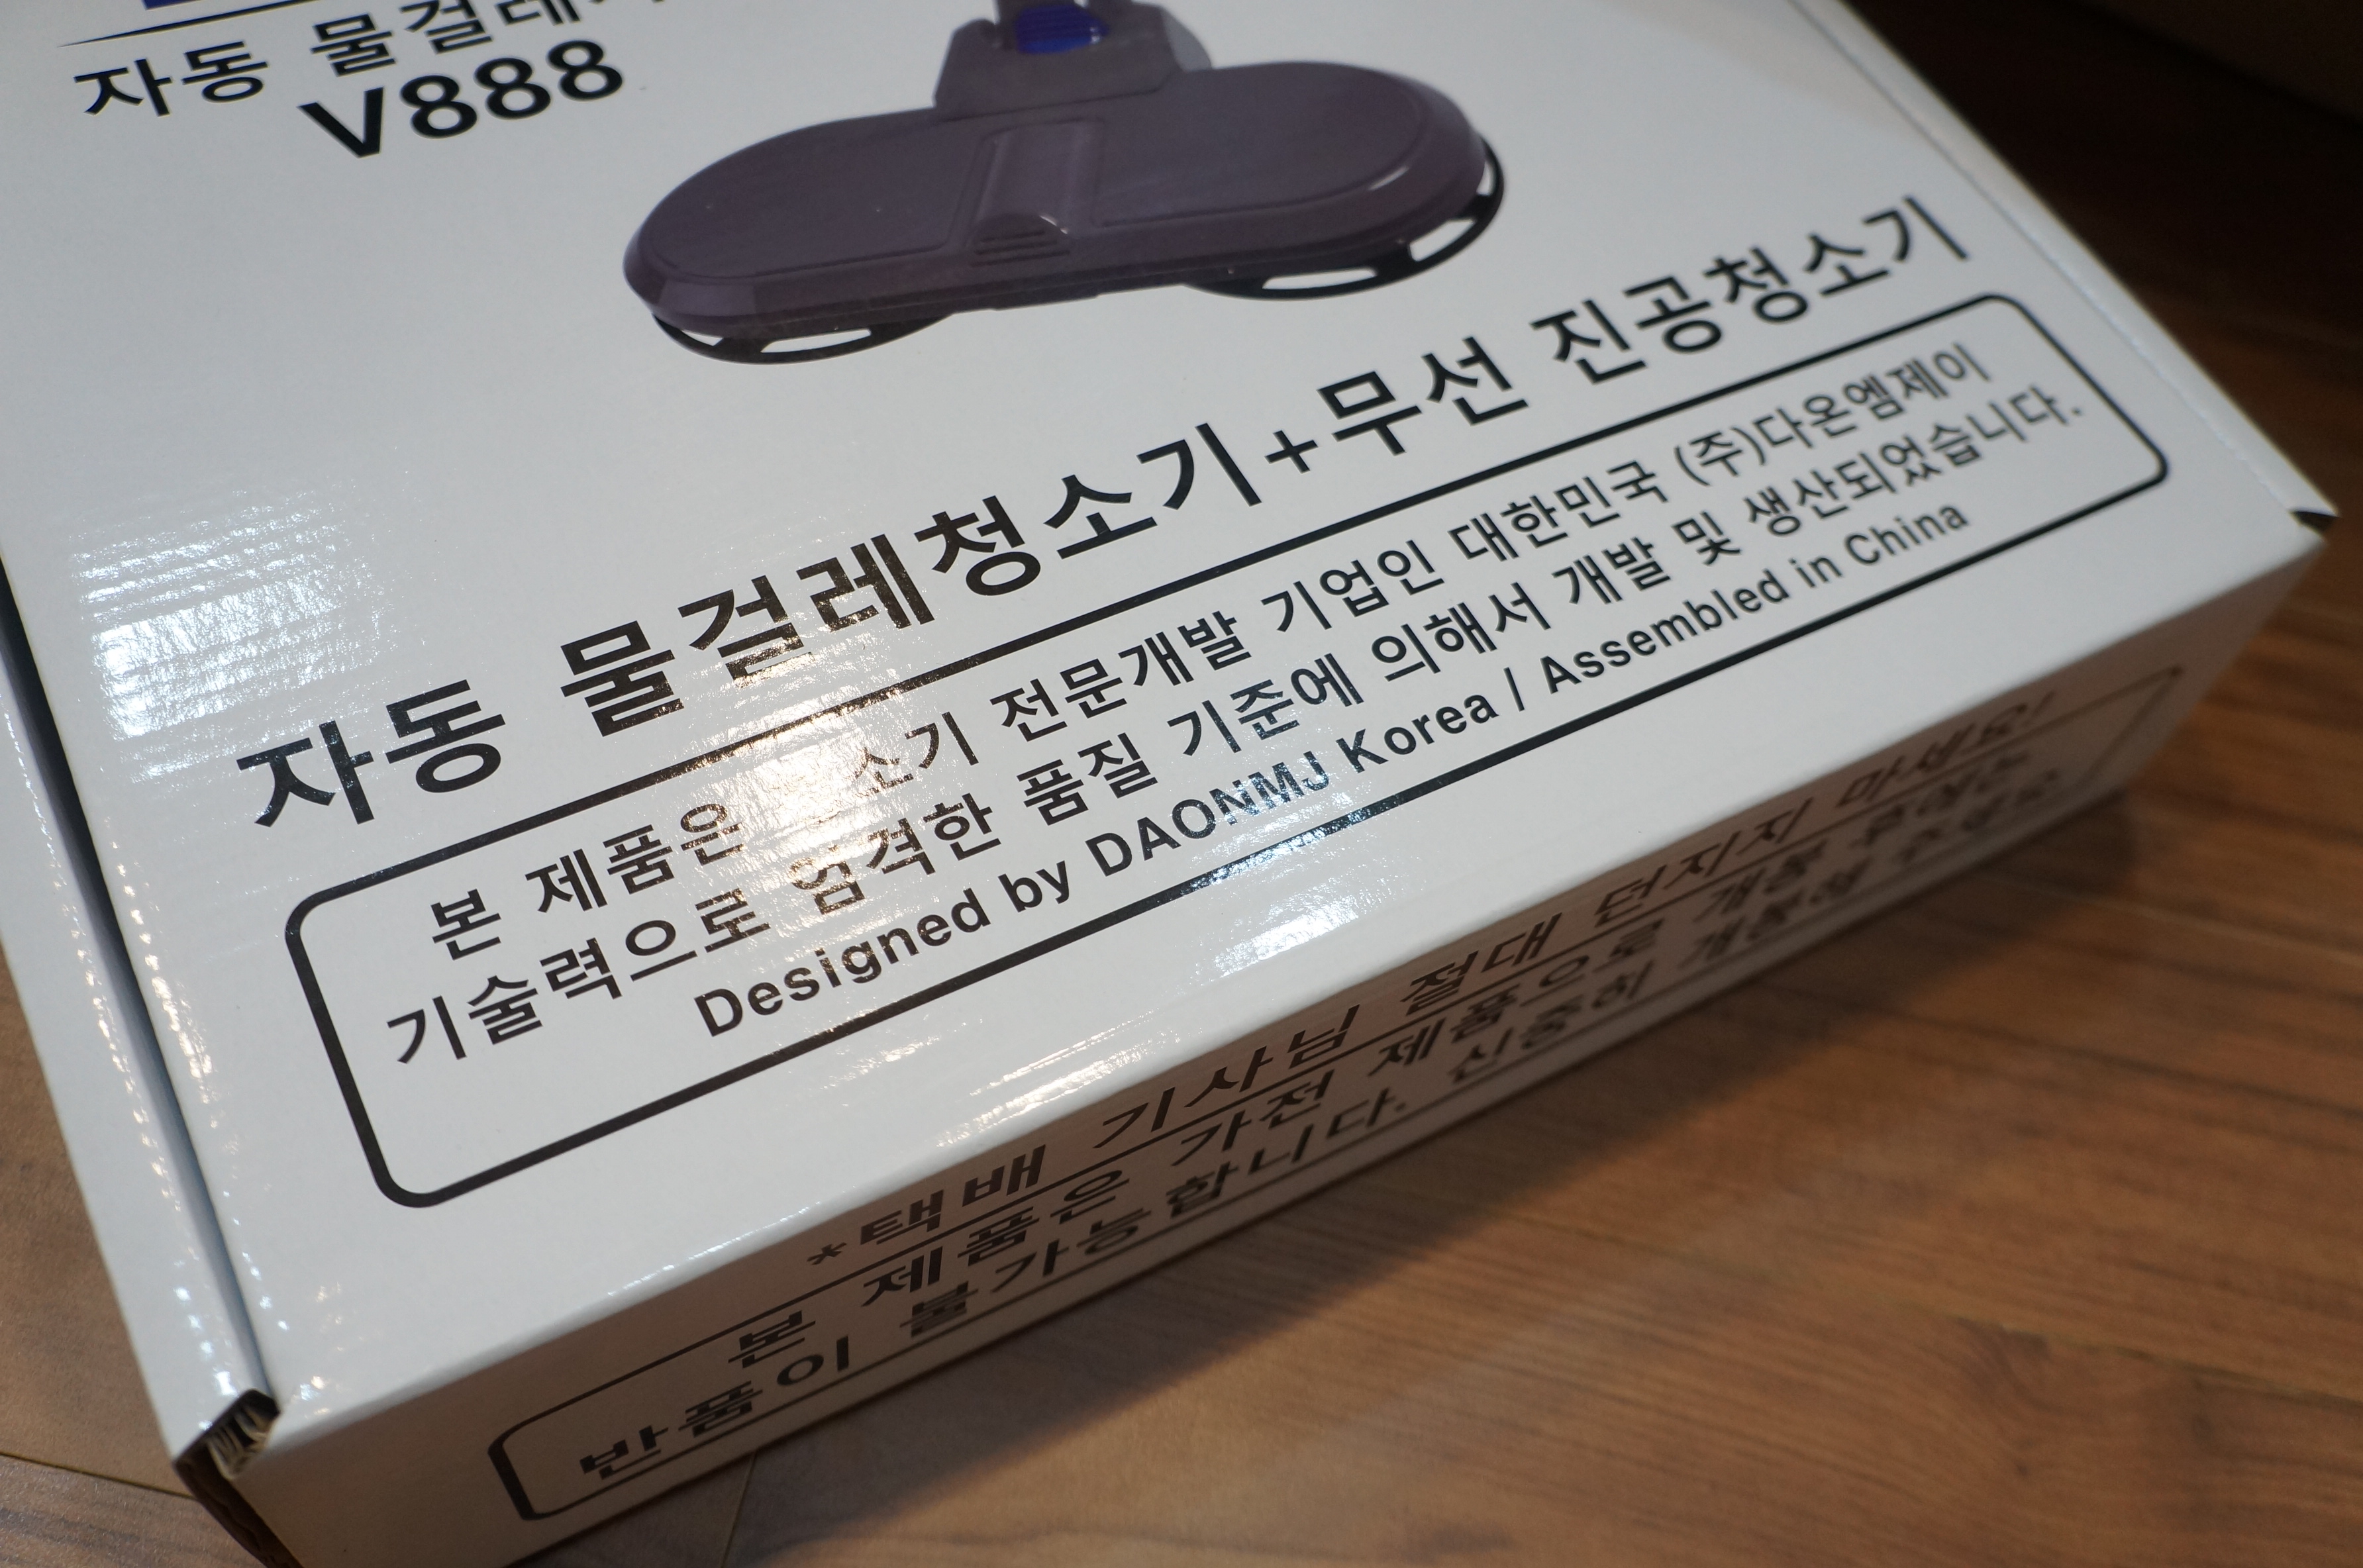 자동 물걸레
V888
자동 물걸레청소기+무선 진공청소기
본 제품은 소기 전문개발 기업인 대한민국 (주)다온엠제이
기술력으로 엄격한 품질 기준에 의해서 개발 및 생산되었습니다.
Designed by DAONMJ Korea / Assembled in China
*택배 기사님 절대 던지지 마세요!
본 제품은 가전 제품으로 개봉 후에는
반품이 불가능합니다. 신중히 개봉해 주세요